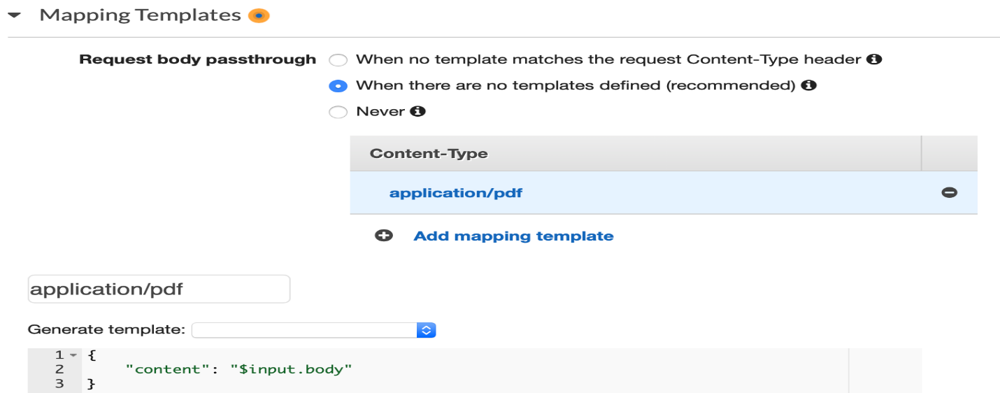 Mapping Templates
Request body passthrough When no template matches the request Content-Type header
When there are no templates defined (recommended)
Never
Content-Type
application/pdf
Add mapping template
application/pdf
Generate template:
1 {
2 "content": "$input.body"
3 }